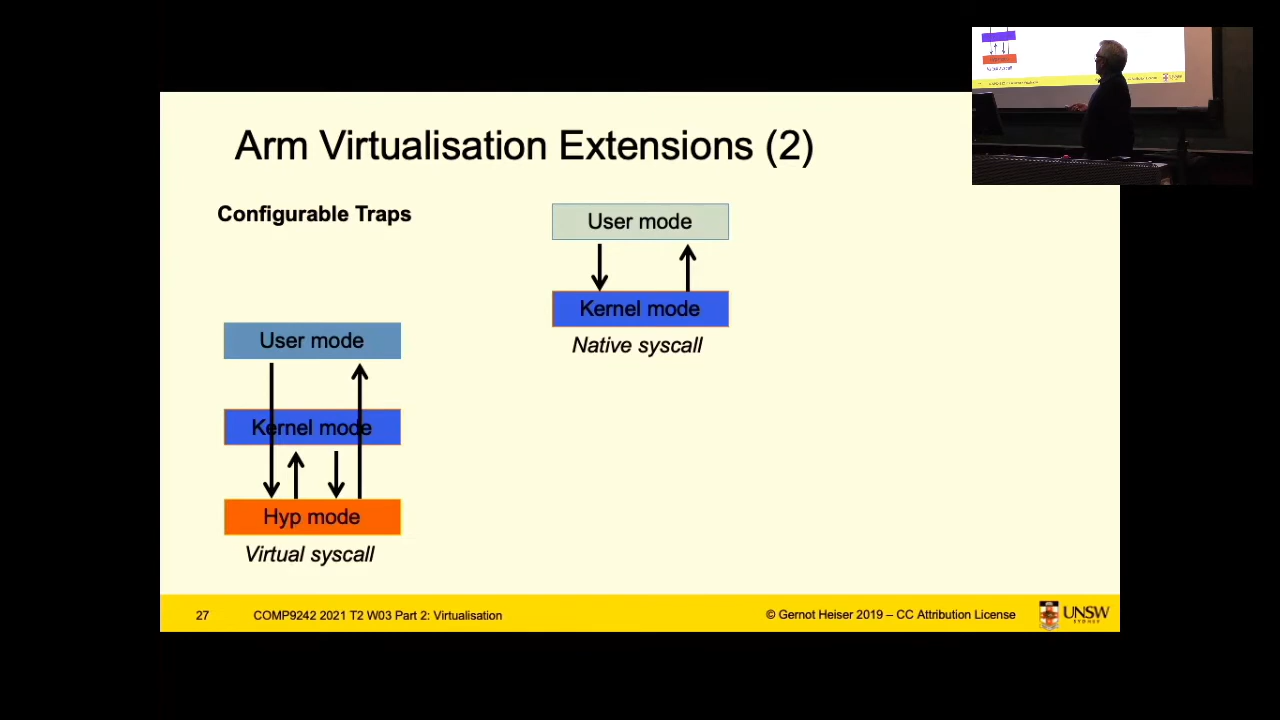 Arm Virtualisation Extensions (2)
Configurable Traps
User mode
Kernel mode
Native syscall
User mode
Kernel mode
Hyp mode
Virtual syscall
27
COMP9242 2021 T2 W03 Part 2: Virtualisation
© Gernot Heiser 2019 – CC Attribution License
UNSW
SYDNEY